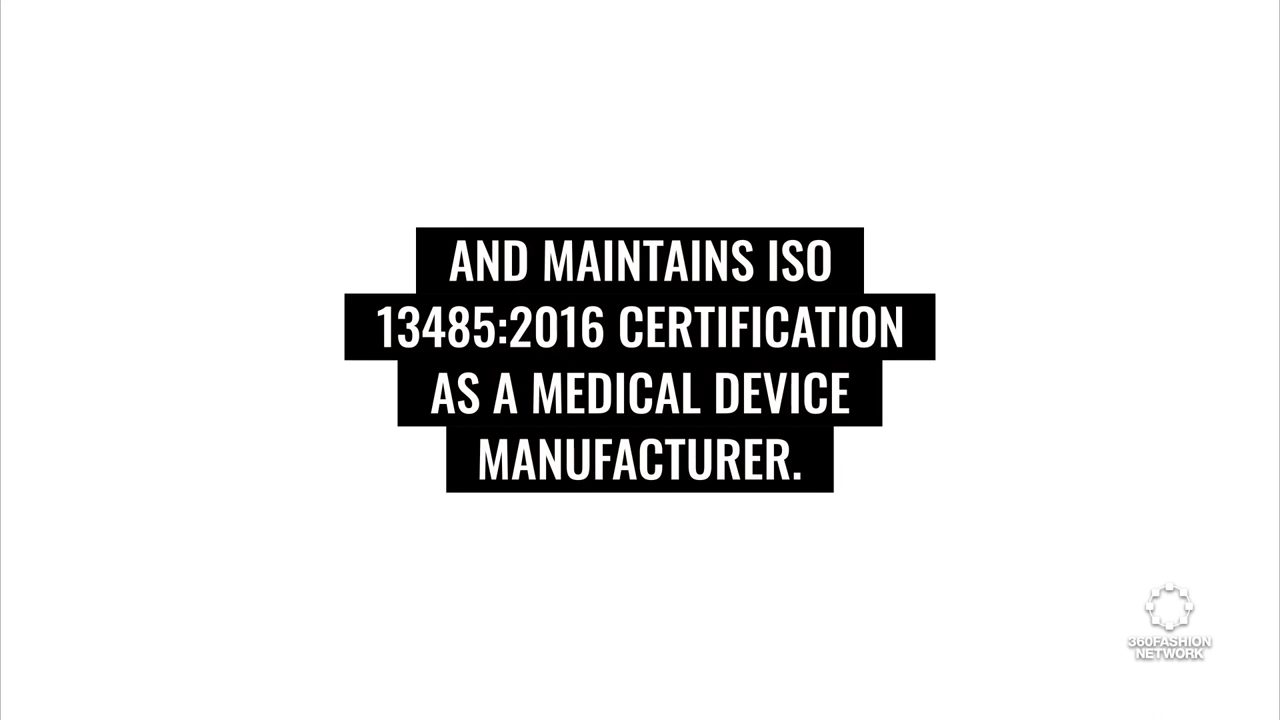 AND MAINTAINS ISO
13485:2016 CERTIFICATION
AS A MEDICAL DEVICE
MANUFACTURER.
360FASHION
NETWORK